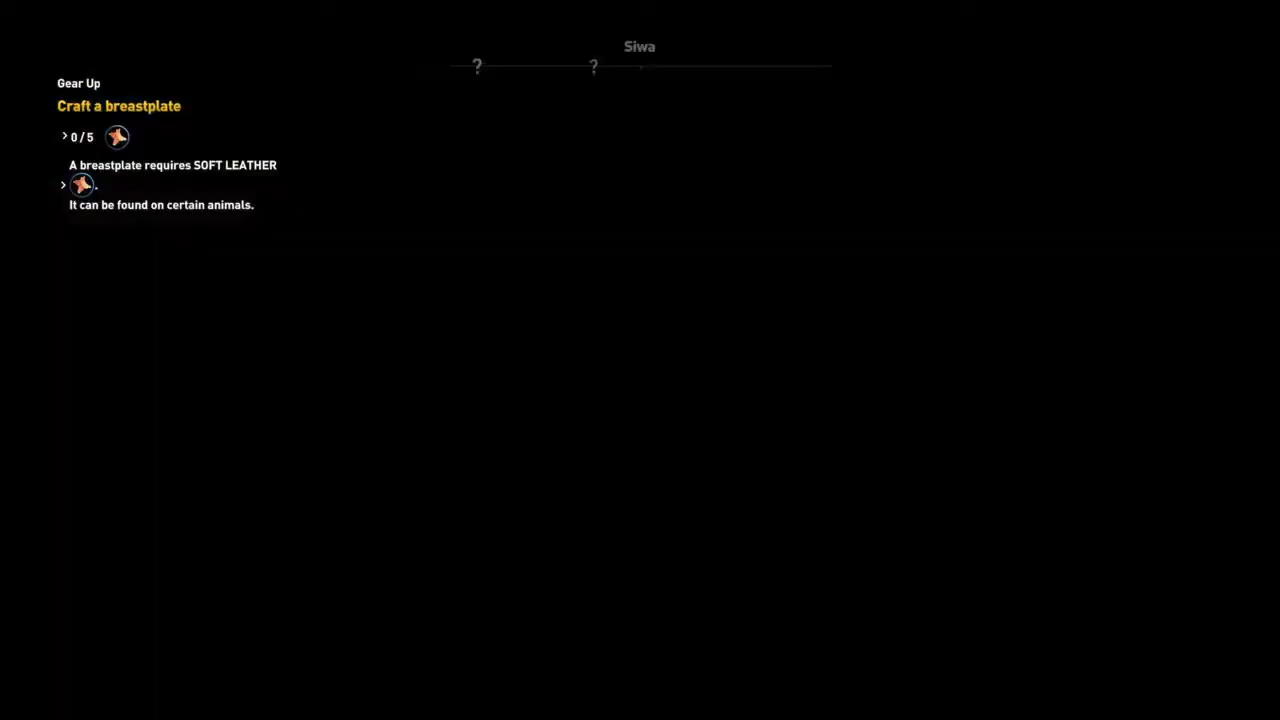 Siwa
? ?
Gear Up
Craft a breastplate
> 0/5
A breastplate requires SOFT LEATHER
> .
It can be found on certain animals.